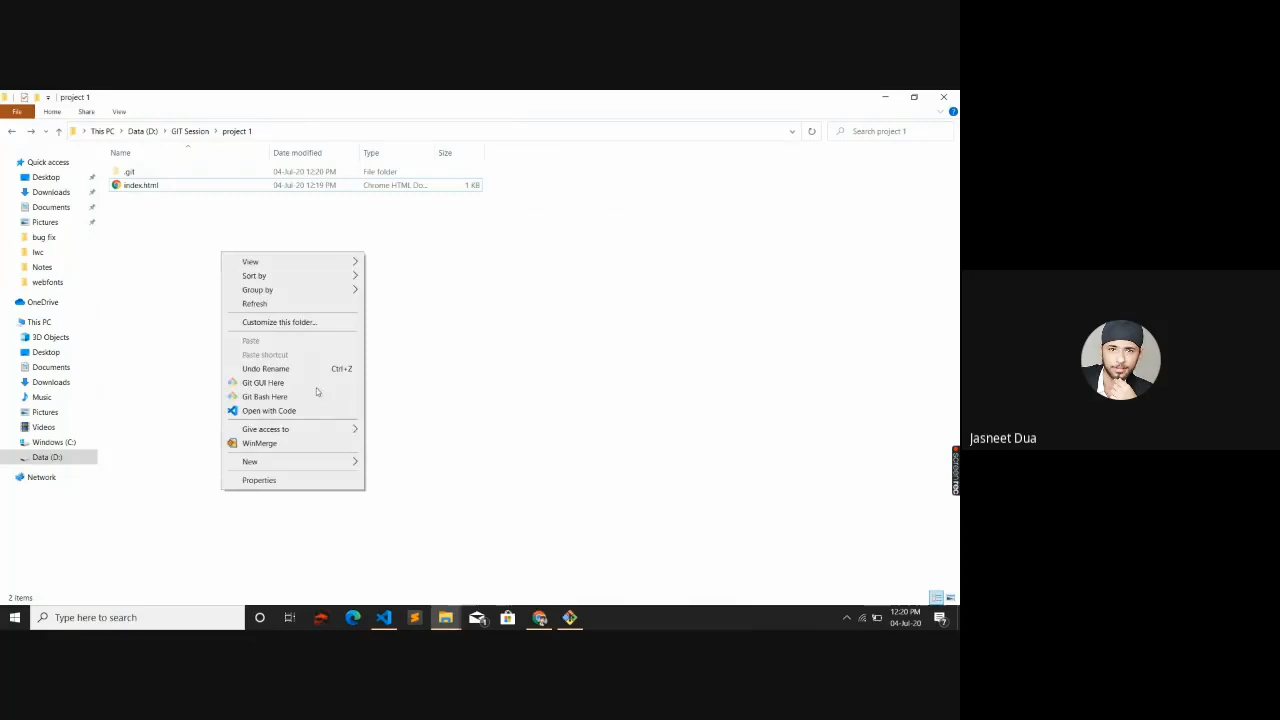 project 1
File Home Share View
This PC Data (D:) GIT Session project 1
Search project 1
Name Date modified Type Size
.git 04-Jul-20 12:20 PM File folder
index.html 04-Jul-20 12:19 PM Chrome HTML Do... 1 KB
Quick access
Desktop
Downloads
Documents
Pictures
bug fix
lwc
Notes
webfonts
OneDrive
This PC
3D Objects
Desktop
Documents
Downloads
Music
Pictures
Videos
Windows (C:)
Data (D:)
Network
View
Sort by
Group by
Refresh
Customize this folder...
Paste
Paste shortcut
Undo Rename Ctrl+Z
Git GUI Here
Git Bash Here
Open with Code
Give access to
WinMerge
New
Properties
2 items
Type here to search
12:20 PM
04-Jul-20
Jasneet Dua
screenrec